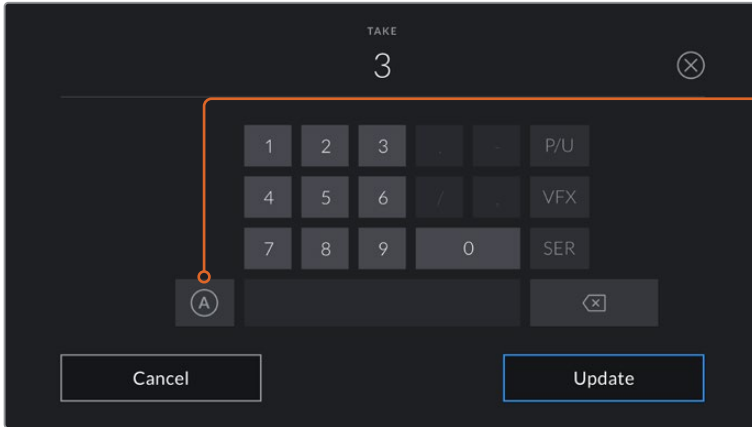 TAKE
3
1 2 3 . - P/U
4 5 6 / , VFX
7 8 9 0 SER
A
Cancel Update